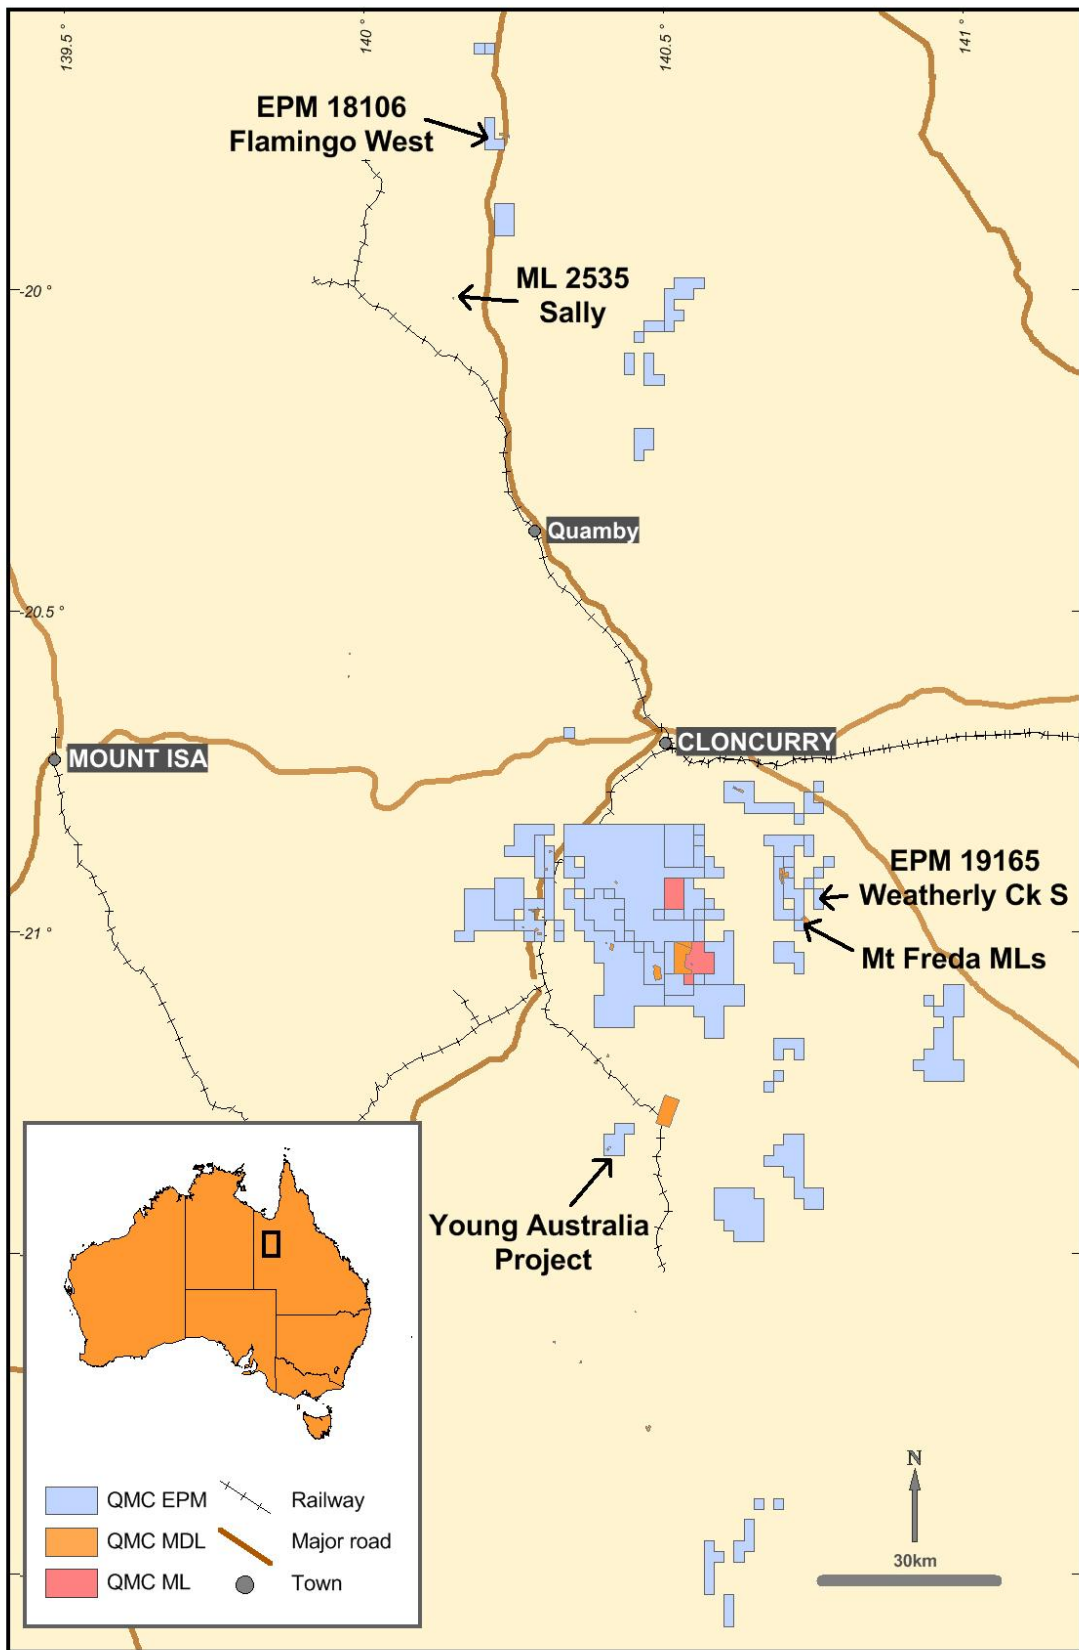 139.5 °
140 °
140.5 °
141 °
EPM 18106
Flamingo West
ML 2535
Sally
-20 °
Quamby
-20.5 °
MOUNT ISA
CLONCURRY
EPM 19165
Weatherly Ck S
-21 °
Mt Freda MLs
Young Australia
Project
QMC EPM
Railway
QMC MDL
Major road
QMC ML
Town
N
30km